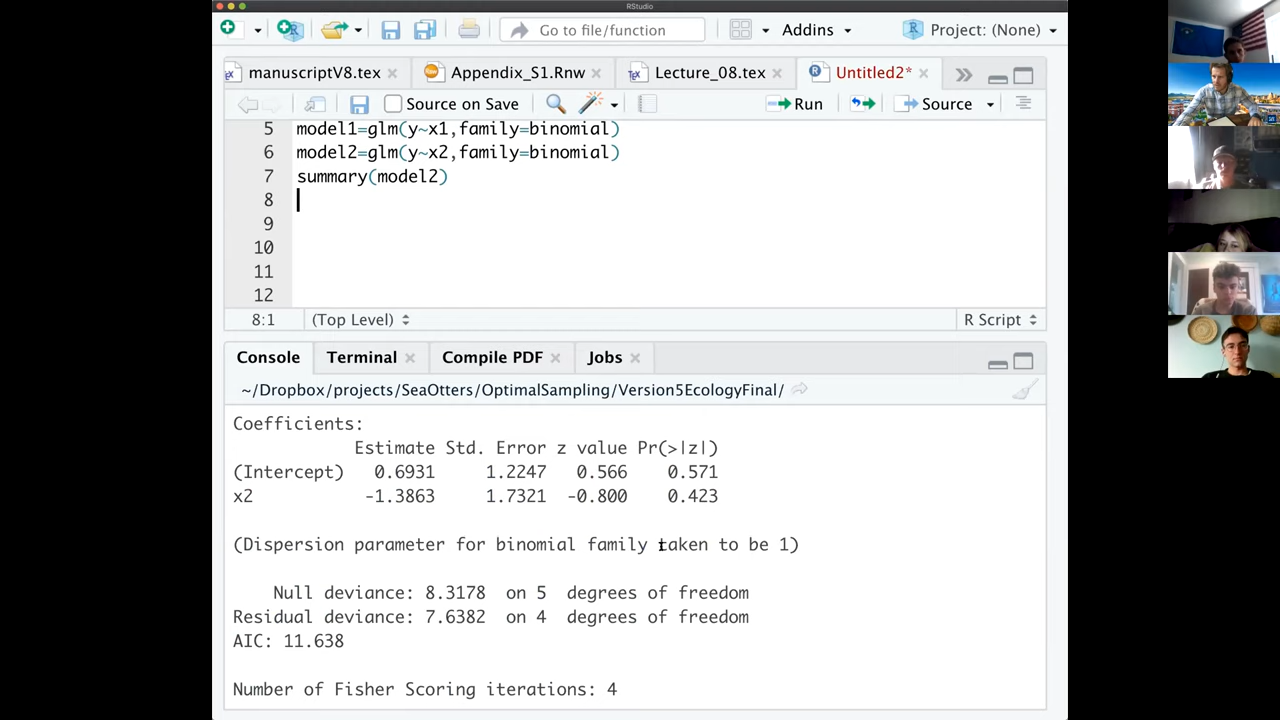 RStudio
Go to file/function
Addins
Project: (None)
manuscriptV8.tex
Appendix_S1.Rnw
Lecture_08.tex
Untitled2*
Source on Save
Run
Source
5 model1=glm(y~x1,family=binomial)
6 model2=glm(y~x2,family=binomial)
7 summary(model2)
8
9
10
11
12
8:1 (Top Level) R Script
Console Terminal Compile PDF Jobs
~/Dropbox/projects/SeaOtters/OptimalSampling/Version5EcologyFinal/
Coefficients:
Estimate Std. Error z value Pr(>|z|)
(Intercept) 0.6931 1.2247 0.566 0.571
x2 -1.3863 1.7321 -0.800 0.423
(Dispersion parameter for binomial family taken to be 1)
Null deviance: 8.3178 on 5 degrees of freedom
Residual deviance: 7.6382 on 4 degrees of freedom
AIC: 11.638
Number of Fisher Scoring iterations: 4